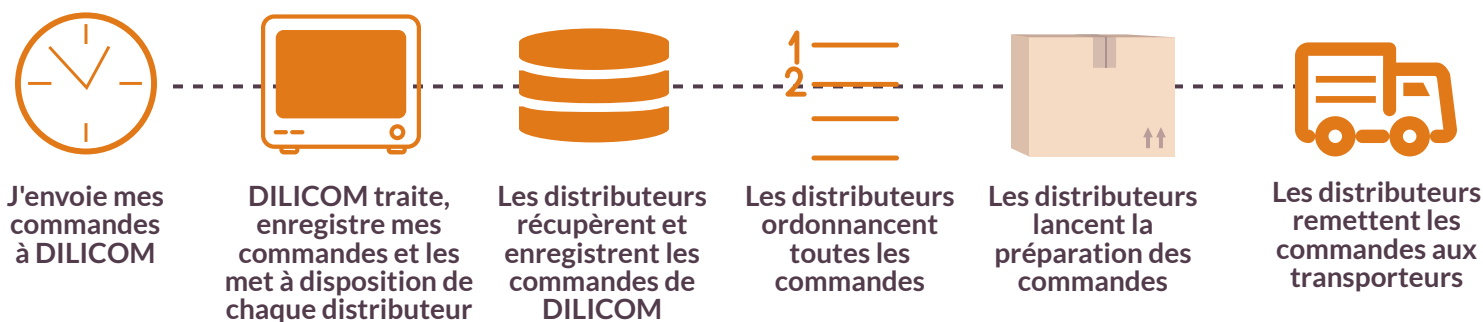 1
2
J'envoie mes
commandes
à DILICOM
DILICOM traite,
enregistre mes
commandes et les
met à disposition de
chaque distributeur
Les distributeurs
récupèrent et
enregistrent les
commandes de
DILICOM
Les distributeurs
ordonnancent
toutes les
commandes
Les distributeurs
lancent la
préparation des
commandes
Les distributeurs
remettent les
commandes aux
transporteurs